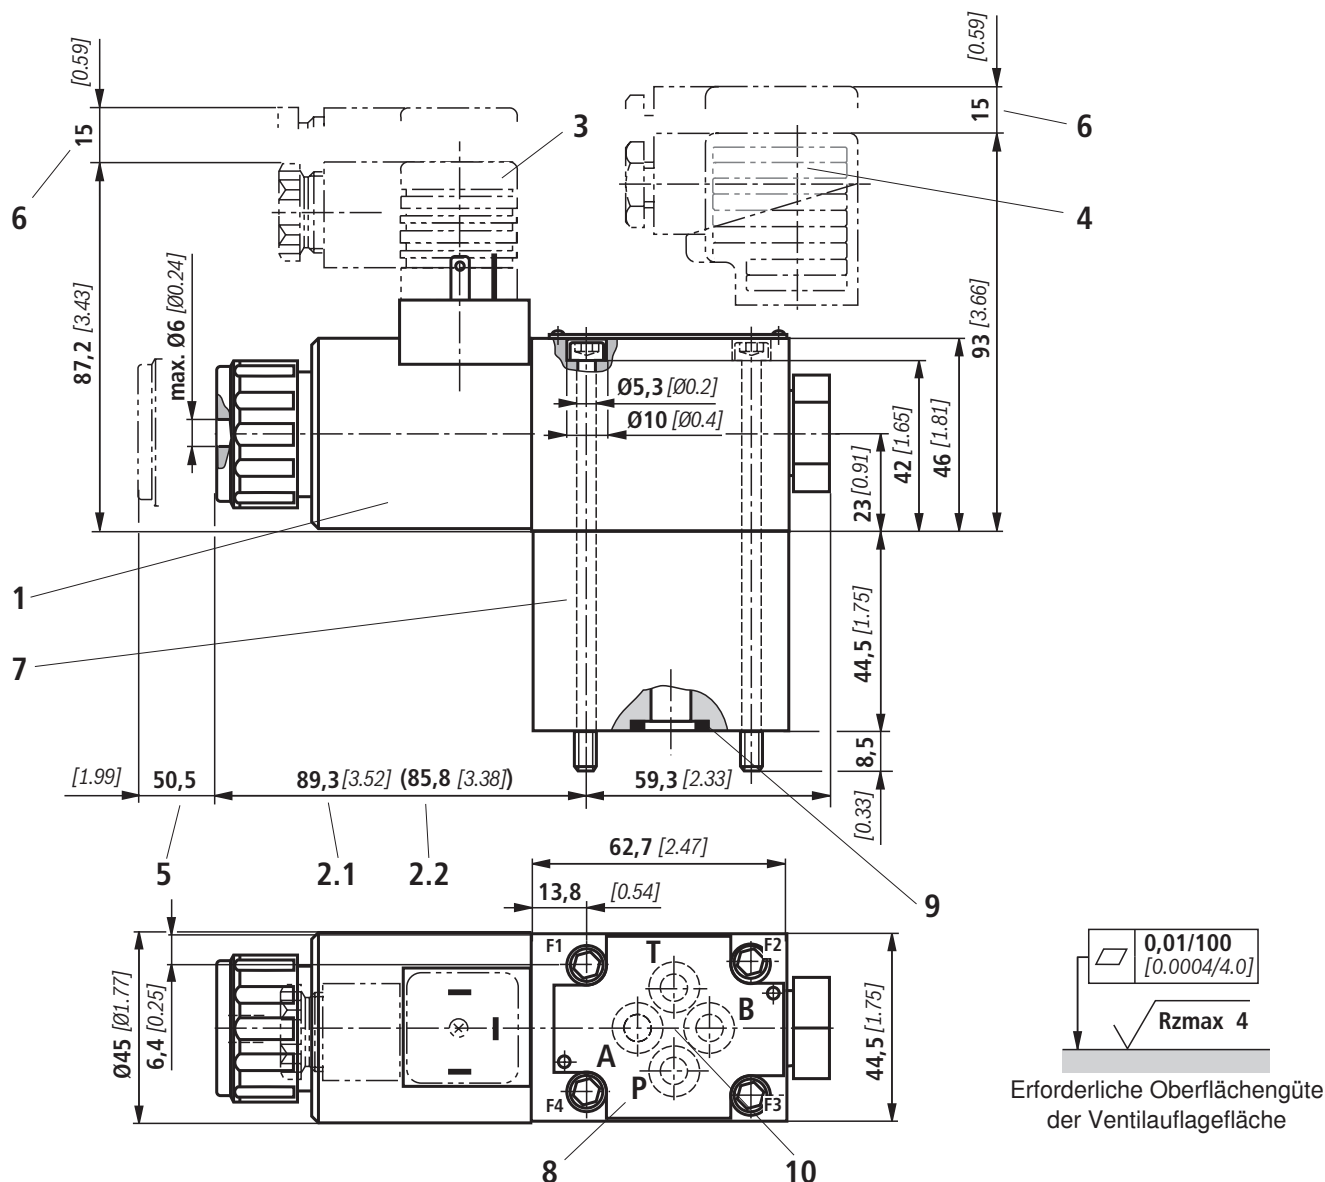 [0.59]
15
6
3
[0.59]
15
6
4
87,2 [3.43]
max. Ø6 [Ø0.24]
93 [3.66]
Ø5,3 [Ø0.2]
Ø10 [Ø0.4]
23 [0.91]
42 [1.65]
46 [1.81]
1
7
44,5 [1.75]
8,5
[0.33]
[1.99] 50,5 89,3 [3.52] (85,8 [3.38]) 59,3 [2.33]
5
2.1
2.2
62,7 [2.47]
13,8 [0.54]
9
F1
T
F2
B
A
P
F4
F3
Ø45 [Ø1.77]
6,4 [0.25]
44,5 [1.75]
8
10
0,01/100
[0.0004/4.0]
Rzmax 4
Erforderliche Oberflächengüte
der Ventilauflagefläche